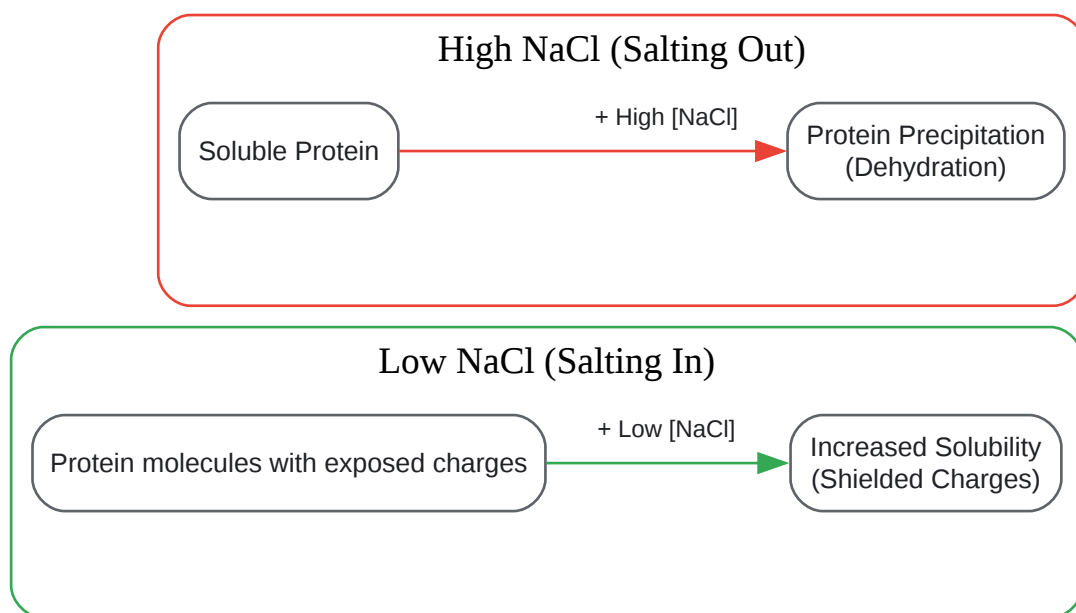 High NaCl (Salting Out)
+ High [NaCl]
Soluble Protein
Protein Precipitation
(Dehydration)
Low NaCl (Salting In)
+ Low [NaCl]
Protein molecules with exposed charges
Increased Solubility
(Shielded Charges)